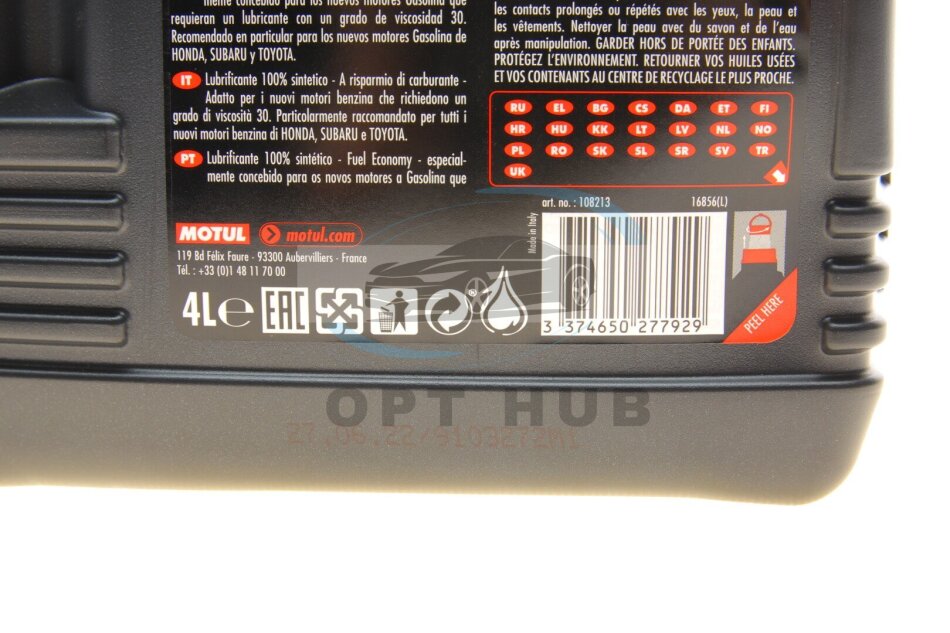 mente concebido para los nuevos motores Gasolina que
requieran un lubricante con un grado de viscosidad 30.
Recomendado en particular para los nuevos motores Gasolina de
HONDA, SUBARU y TOYOTA.
IT Lubrificante 100% sintetico - A risparmio di carburante -
Adatto per i nuovi motori benzina che richiedono un
grado di viscosità 30. Particolarmente raccomandato per tutti i
nuovi motori benzina di HONDA, SUBARU e TOYOTA.
PT Lubrificante 100% sintético - Fuel Economy - especial-
mente concebido para os novos motores a Gasolina que
MOTUL motul.com
119 Bd Félix Faure - 93300 Aubervilliers - France
Tél. : +33 (0)1 48 11 70 00
4L e EAC
les contacts prolongés ou répétés avec les yeux, la peau et
les vêtements. Nettoyer la peau avec du savon et de l'eau
après manipulation. GARDER HORS DE PORTÉE DES ENFANTS.
PROTÉGEZ L'ENVIRONNEMENT. RETOURNER VOS HUILES USÉES
ET VOS CONTENANTS AU CENTRE DE RECYCLAGE LE PLUS PROCHE.
RU EL BG CS DA ET FI
HR HU KK LT LV NL NO
PL RO SK SL SR SV TR
UK
art. no. : 108213 16856(L)
Made in Italy
3 374650 277929
PEEL HERE
OPT HUB